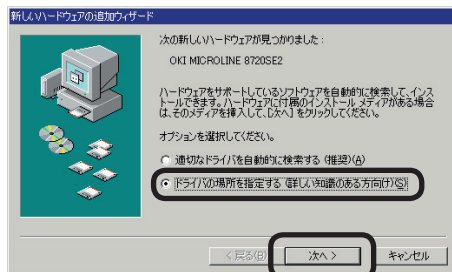 新しいハードウェアの追加ウィザード
次の新しいハードウェアが見つかりました:
OKI MICROLINE 8720SE2
ハードウェアをサポートしているソフトウェアを自動的に検索して、インス
トールできます。ハードウェアに付属のインストール メディアがある場合
は、そのメディアを挿入して、[次へ] をクリックしてください。
オプションを選択してください。
適切なドライバを自動的に検索する (推奨)(A)
ドライバの場所を指定する (詳しい知識のある方向け)(S)
< 戻る(B)
次へ >
キャンセル